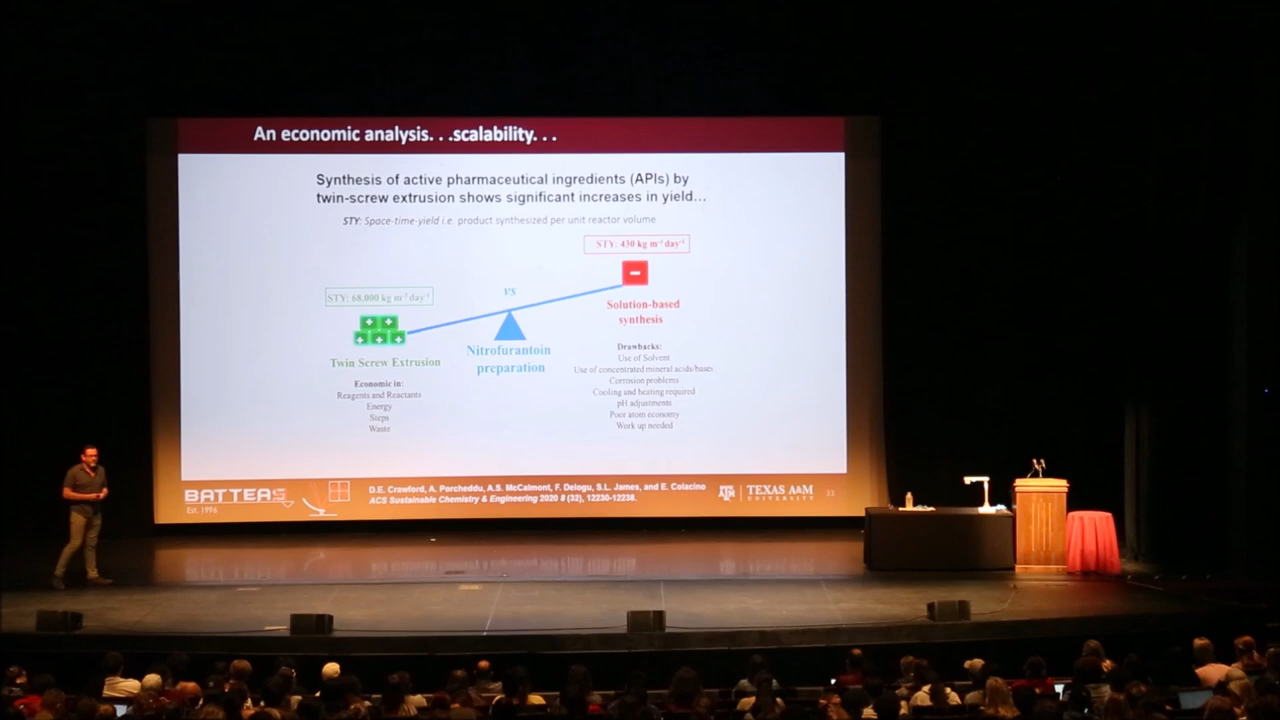 An economic analysis. . .scalability. . .
Synthesis of active pharmaceutical ingredients (APIs) by
twin-screw extrusion shows significant increases in yield...
STY: Space-time-yield i.e. product synthesized per unit reactor volume
STY: 430 kg m⁻³ day⁻¹
STY: 68,000 kg m⁻³ day⁻¹
vs
Solution-based
synthesis
Twin Screw Extrusion
Nitrofurantoin
preparation
Economic in:
Reagents and Reactants
Energy
Steps
Waste
Drawbacks:
Use of Solvent
Use of concentrated mineral acids/bases
Corrosion problems
Cooling and heating required
pH adjustments
Poor atom economy
Work up needed
BATTEAS
Est. 1996
D.E. Crawford, A. Porcheddu, A.S. McCalmont, F. Delogu, S.L. James, and E. Colacino
ACS Sustainable Chemistry & Engineering 2020 8 (32), 12230-12238.
ATM
TEXAS A&M
UNIVERSITY
33